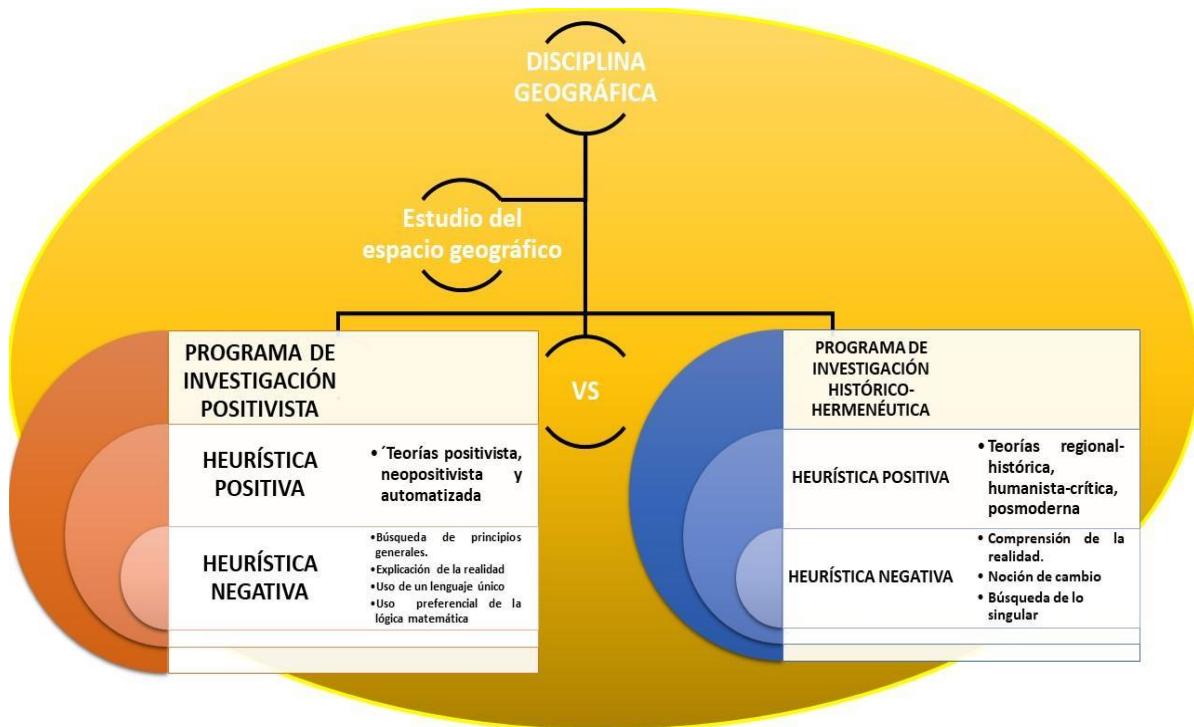 DISCIPLINA
GEOGRÁFICA
Estudio del
espacio geográfico
PROGRAMA DE
INVESTIGACIÓN
POSITIVISTA
HEURÍSTICA
POSITIVA
•´Teorías positivista,
neopositivista y
automatizada
HEURÍSTICA
NEGATIVA
•Búsqueda de principios
generales.
•Explicación de la realidad
•Uso de un lenguaje único
•Uso preferencial de la
lógica matemática
VS
PROGRAMA DE
INVESTIGACIÓN
HISTÓRICO-
HERMENÉUTICA
HEURÍSTICA POSITIVA
• Teorías regional-
histórica,
humanista-crítica,
posmoderna
HEURÍSTICA NEGATIVA
• Comprensión de la
realidad.
• Noción de cambio
• Búsqueda de lo
singular